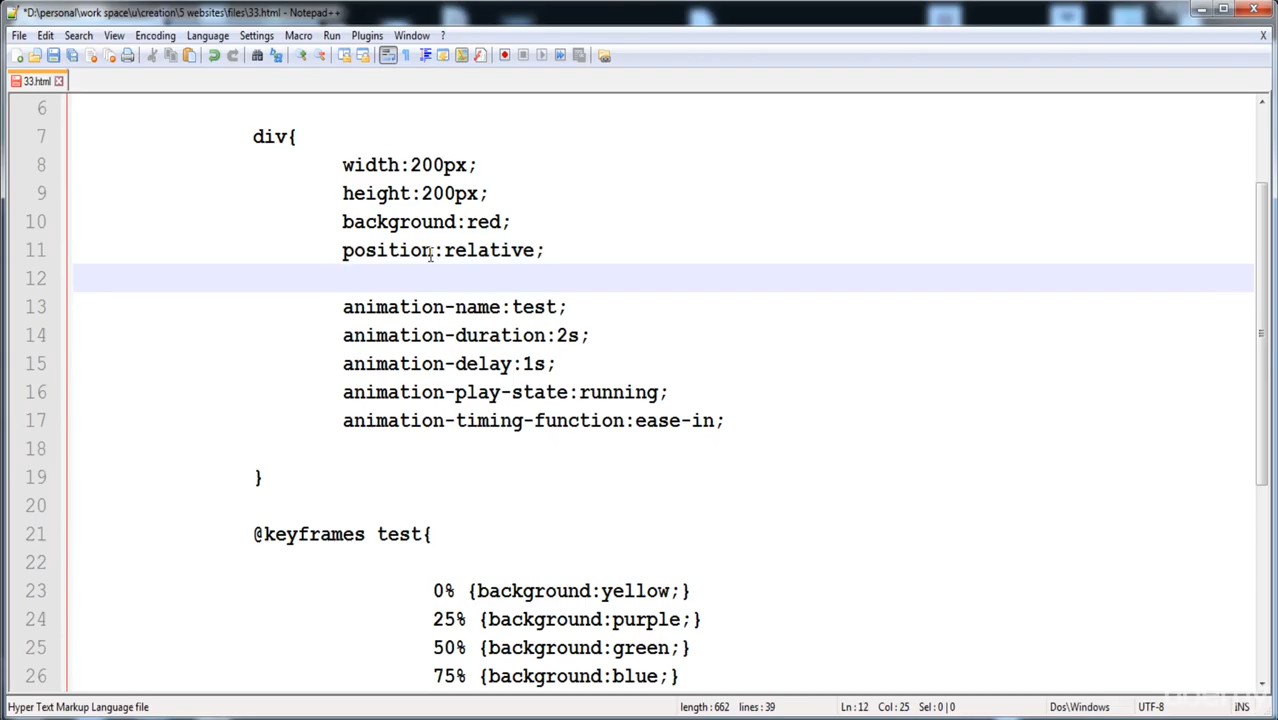 *D:\personal\work space\u\creation\5 websites\files\33.html - Notepad++
File Edit Search View Encoding Language Settings Macro Run Plugins Window ? X
33.html
6
7 div{
8 width:200px;
9 height:200px;
10 background:red;
11 position:relative;
12
13 animation-name:test;
14 animation-duration:2s;
15 animation-delay:1s;
16 animation-play-state:running;
17 animation-timing-function:ease-in;
18
19 }
20
21 @keyframes test{
22
23 0% {background:yellow;}
24 25% {background:purple;}
25 50% {background:green;}
26 75% {background:blue;}
Hyper Text Markup Language file length : 662 lines : 39 Ln : 12 Col : 25 Sel : 0 | 0 Dos\Windows UTF-8 INS